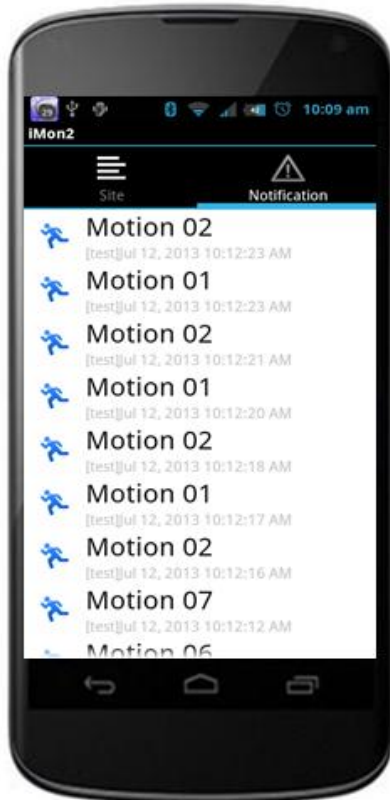 29
10:09 am
iMon2
Site
Notification
Motion 02
[test]Jul 12, 2013 10:12:23 AM
Motion 01
[test]Jul 12, 2013 10:12:23 AM
Motion 02
[test]Jul 12, 2013 10:12:21 AM
Motion 01
[test]Jul 12, 2013 10:12:20 AM
Motion 02
[test]Jul 12, 2013 10:12:18 AM
Motion 01
[test]Jul 12, 2013 10:12:17 AM
Motion 02
[test]Jul 12, 2013 10:12:16 AM
Motion 07
[test]Jul 12, 2013 10:12:12 AM
Motion 06